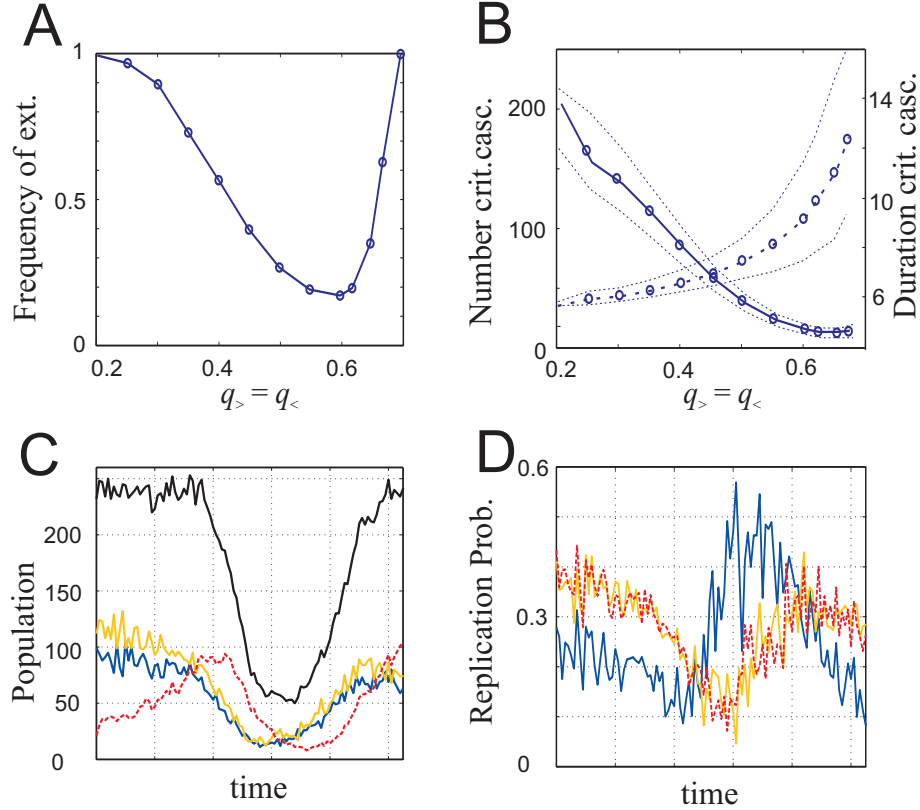 A
Frequency of ext.
1
0.5
0
0.2 0.4 0.6
q> = q<
B
Number crit.casc.
200
150
100
50
0
14
10
6
Duration crit. casc.
0.2 0.4 0.6
q> = q<
C
Population
200
150
100
50
0
time
D
Replication Prob.
0.6
0.3
0
time